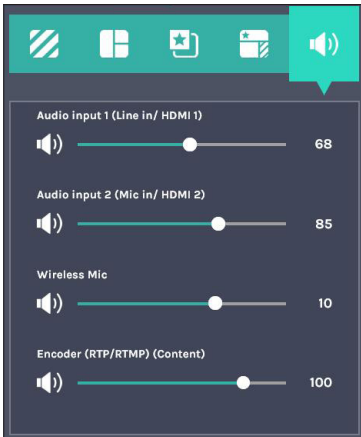 Audio input 1 (Line in/ HDMI 1)
68
Audio input 2 (Mic in/ HDMI 2)
85
Wireless Mic
10
Encoder (RTP/RTMP) (Content)
100